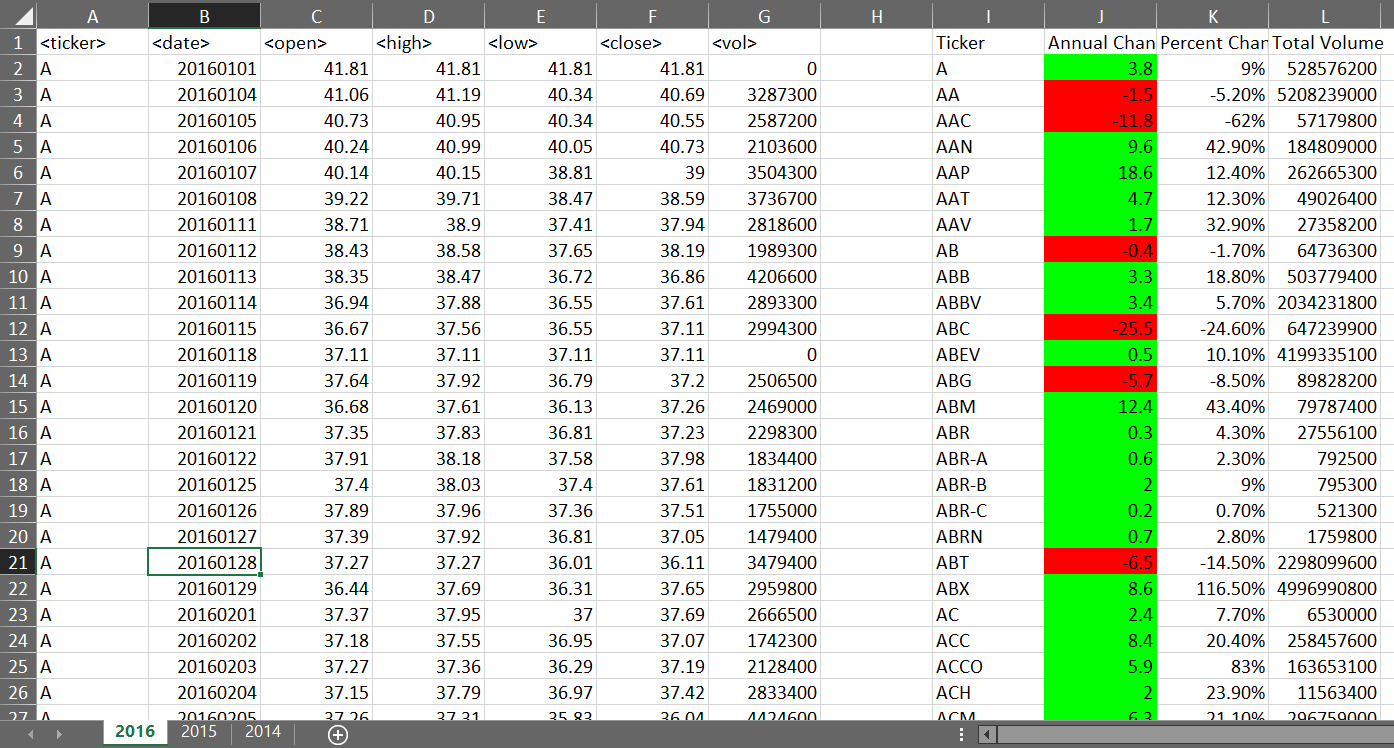 A B C D E F G H I J K L
1 <ticker> <date> <open> <high> <low> <close> <vol> Ticker Annual Chan Percent Chan Total Volume
2 A 20160101 41.81 41.81 41.81 41.81 0 A 3.8 9% 528576200
3 A 20160104 41.06 41.19 40.34 40.69 3287300 AA -1.5 -5.20% 5208239000
4 A 20160105 40.73 40.95 40.34 40.55 2587200 AAC -11.8 -62% 57179800
5 A 20160106 40.24 40.99 40.05 40.73 2103600 AAN 9.6 42.90% 184809000
6 A 20160107 40.14 40.15 38.81 39 3504300 AAP 18.6 12.40% 262665300
7 A 20160108 39.22 39.71 38.47 38.59 3736700 AAT 4.7 12.30% 49026400
8 A 20160111 38.71 38.9 37.41 37.94 2818600 AAV 1.7 32.90% 27358200
9 A 20160112 38.43 38.58 37.65 38.19 1989300 AB -0.4 -1.70% 64736300
10 A 20160113 38.35 38.47 36.72 36.86 4206600 ABB 3.3 18.80% 503779400
11 A 20160114 36.94 37.88 36.55 37.61 2893300 ABBV 3.4 5.70% 2034231800
12 A 20160115 36.67 37.56 36.55 37.11 2994300 ABC -25.5 -24.60% 647239900
13 A 20160118 37.11 37.11 37.11 37.11 0 ABEV 0.5 10.10% 4199335100
14 A 20160119 37.64 37.92 36.79 37.2 2506500 ABG -5.7 -8.50% 89828200
15 A 20160120 36.68 37.61 36.13 37.26 2469000 ABM 12.4 43.40% 79787400
16 A 20160121 37.35 37.83 36.81 37.23 2298300 ABR 0.3 4.30% 27556100
17 A 20160122 37.91 38.18 37.58 37.98 1834400 ABR-A 0.6 2.30% 792500
18 A 20160125 37.4 38.03 37.4 37.61 1831200 ABR-B 2 9% 795300
19 A 20160126 37.89 37.96 37.36 37.51 1755000 ABR-C 0.2 0.70% 521300
20 A 20160127 37.39 37.92 36.81 37.05 1479400 ABRN 0.7 2.80% 1759800
21 A 20160128 37.27 37.27 36.01 36.11 3479400 ABT -6.5 -14.50% 2298099600
22 A 20160129 36.44 37.69 36.31 37.65 2959800 ABX 8.6 116.50% 4996990800
23 A 20160201 37.37 37.95 37 37.69 2666500 AC 2.4 7.70% 6530000
24 A 20160202 37.18 37.55 36.95 37.07 1742300 ACC 8.4 20.40% 258457600
25 A 20160203 37.27 37.36 36.29 37.19 2128400 ACCO 5.9 83% 163653100
26 A 20160204 37.15 37.79 36.97 37.42 2833400 ACH 2 23.90% 11563400
27 A 20160205 37.26 37.31 35.83 36.04 4424600 ACM 6.3 21.10% 296759000
2016 2015 2014